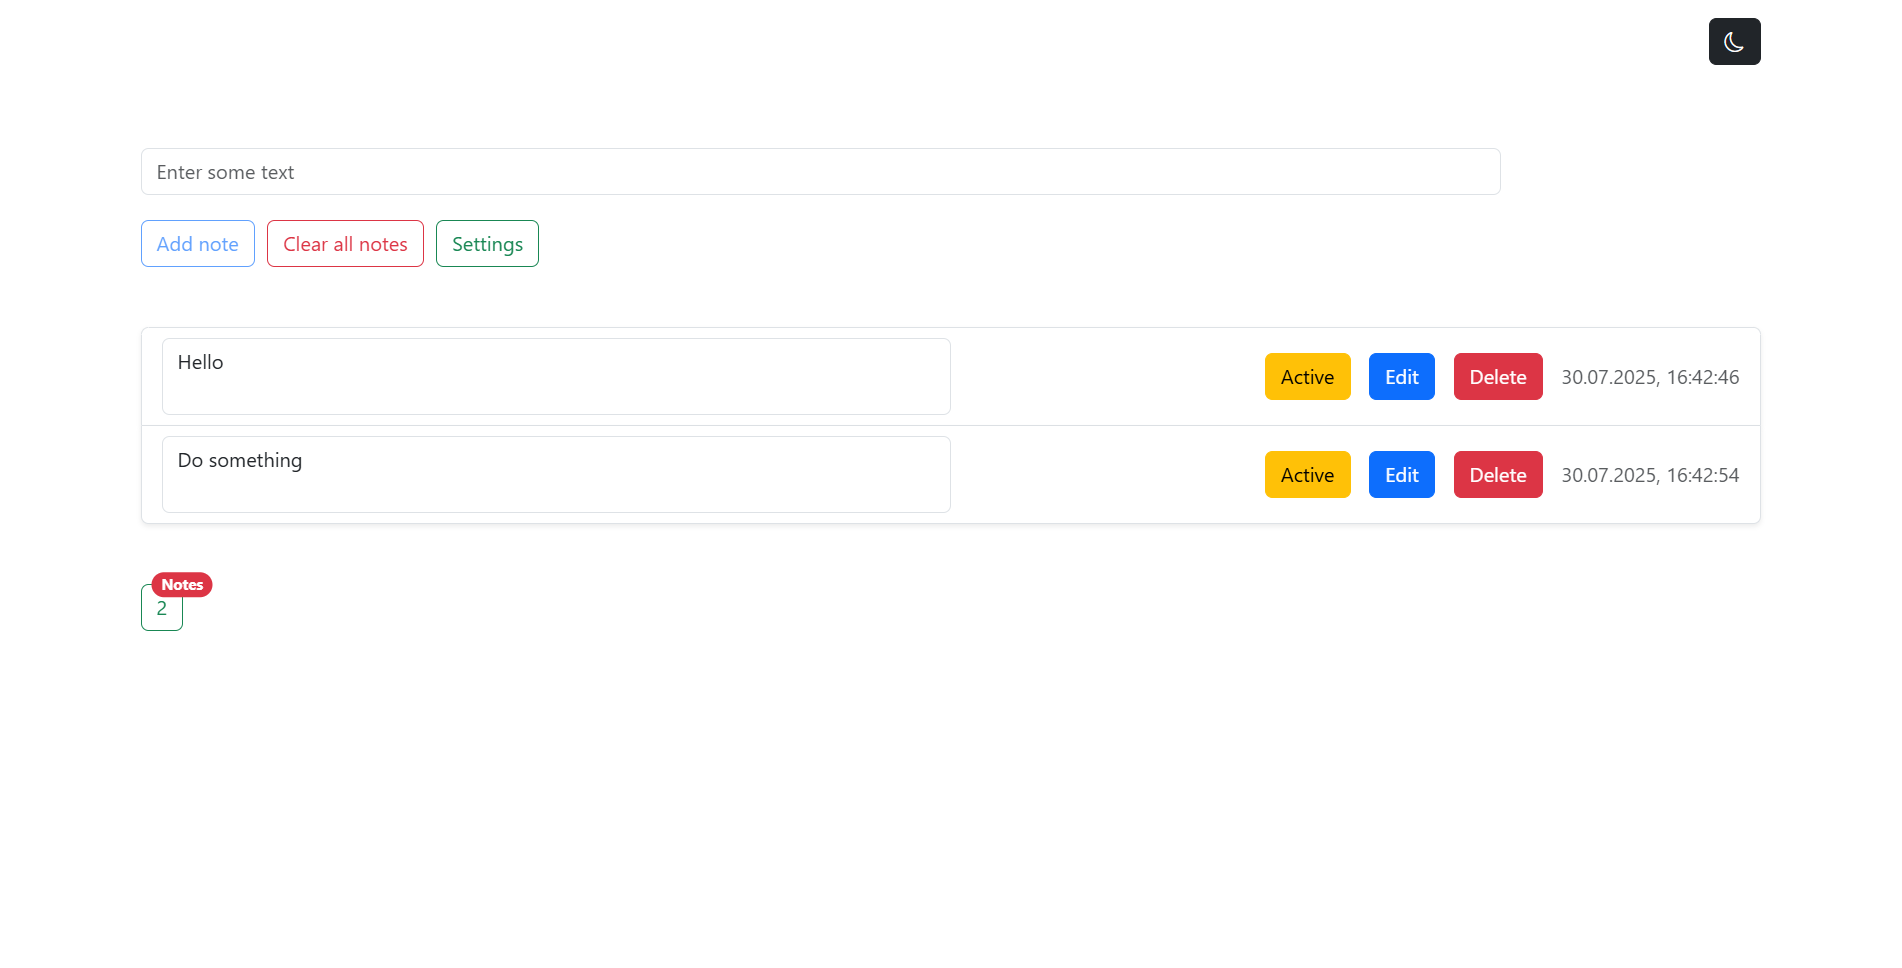 Enter some text
Add note Clear all notes Settings
Hello
Active Edit Delete 30.07.2025, 16:42:46
Do something
Active Edit Delete 30.07.2025, 16:42:54
Notes
2